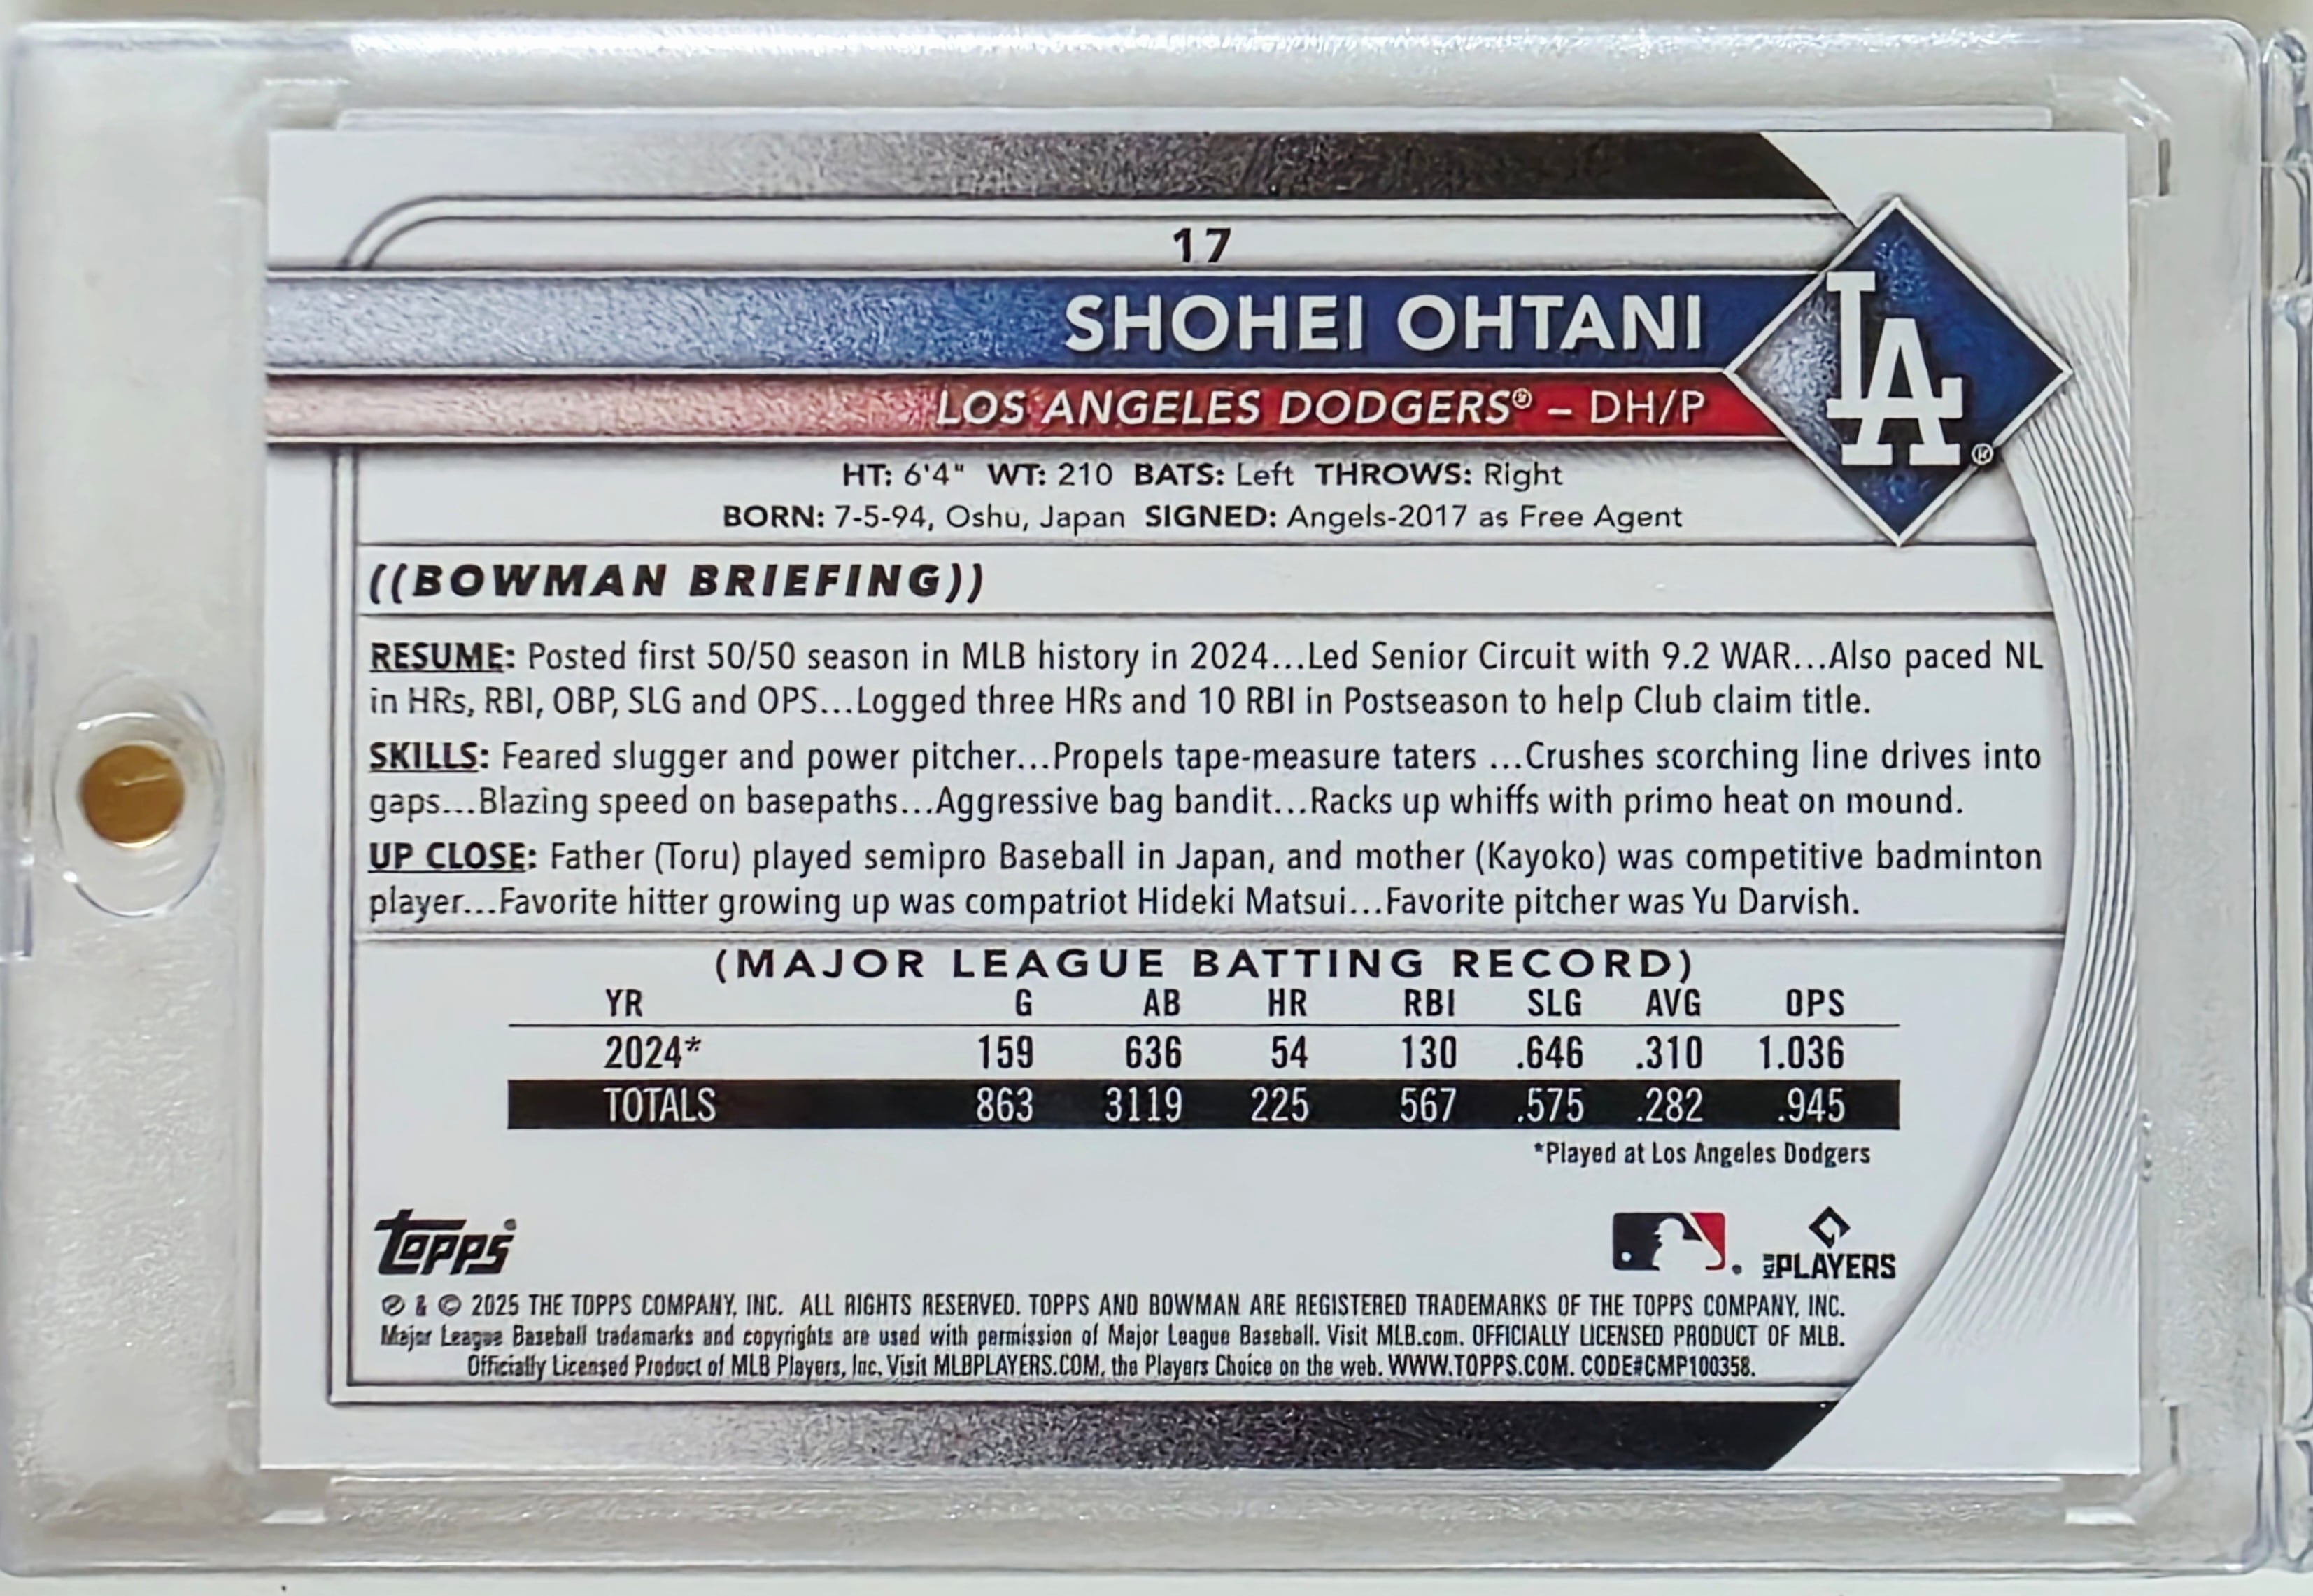 17
SHOHEI OHTANI
LOS ANGELES DODGERS® – DH/P
LA
®
HT: 6'4" WT: 210 BATS: Left THROWS: Right
BORN: 7-5-94, Oshu, Japan SIGNED: Angels-2017 as Free Agent
((BOWMAN BRIEFING))
RESUME: Posted first 50/50 season in MLB history in 2024...Led Senior Circuit with 9.2 WAR...Also paced NL
in HRs, RBI, OBP, SLG and OPS...Logged three HRs and 10 RBI in Postseason to help Club claim title.
SKILLS: Feared slugger and power pitcher...Propels tape-measure taters ...Crushes scorching line drives into
gaps...Blazing speed on basepaths...Aggressive bag bandit...Racks up whiffs with primo heat on mound.
UP CLOSE: Father (Toru) played semipro Baseball in Japan, and mother (Kayoko) was competitive badminton
player...Favorite hitter growing up was compatriot Hideki Matsui...Favorite pitcher was Yu Darvish.
(MAJOR LEAGUE BATTING RECORD)
YR G AB HR RBI SLG AVG OPS
2024* 159 636 54 130 .646 .310 1.036
TOTALS 863 3119 225 567 .575 .282 .945
*Played at Los Angeles Dodgers
topps
PLAYERS
℗ & © 2025 THE TOPPS COMPANY, INC. ALL RIGHTS RESERVED. TOPPS AND BOWMAN ARE REGISTERED TRADEMARKS OF THE TOPPS COMPANY, INC.
Major League Baseball trademarks and copyrights are used with permission of Major League Baseball. Visit MLB.com. OFFICIALLY LICENSED PRODUCT OF MLB.
Officially Licensed Product of MLB Players, Inc. Visit MLBPLAYERS.COM, the Players Choice on the web. WWW.TOPPS.COM. CODE#CMP100358.